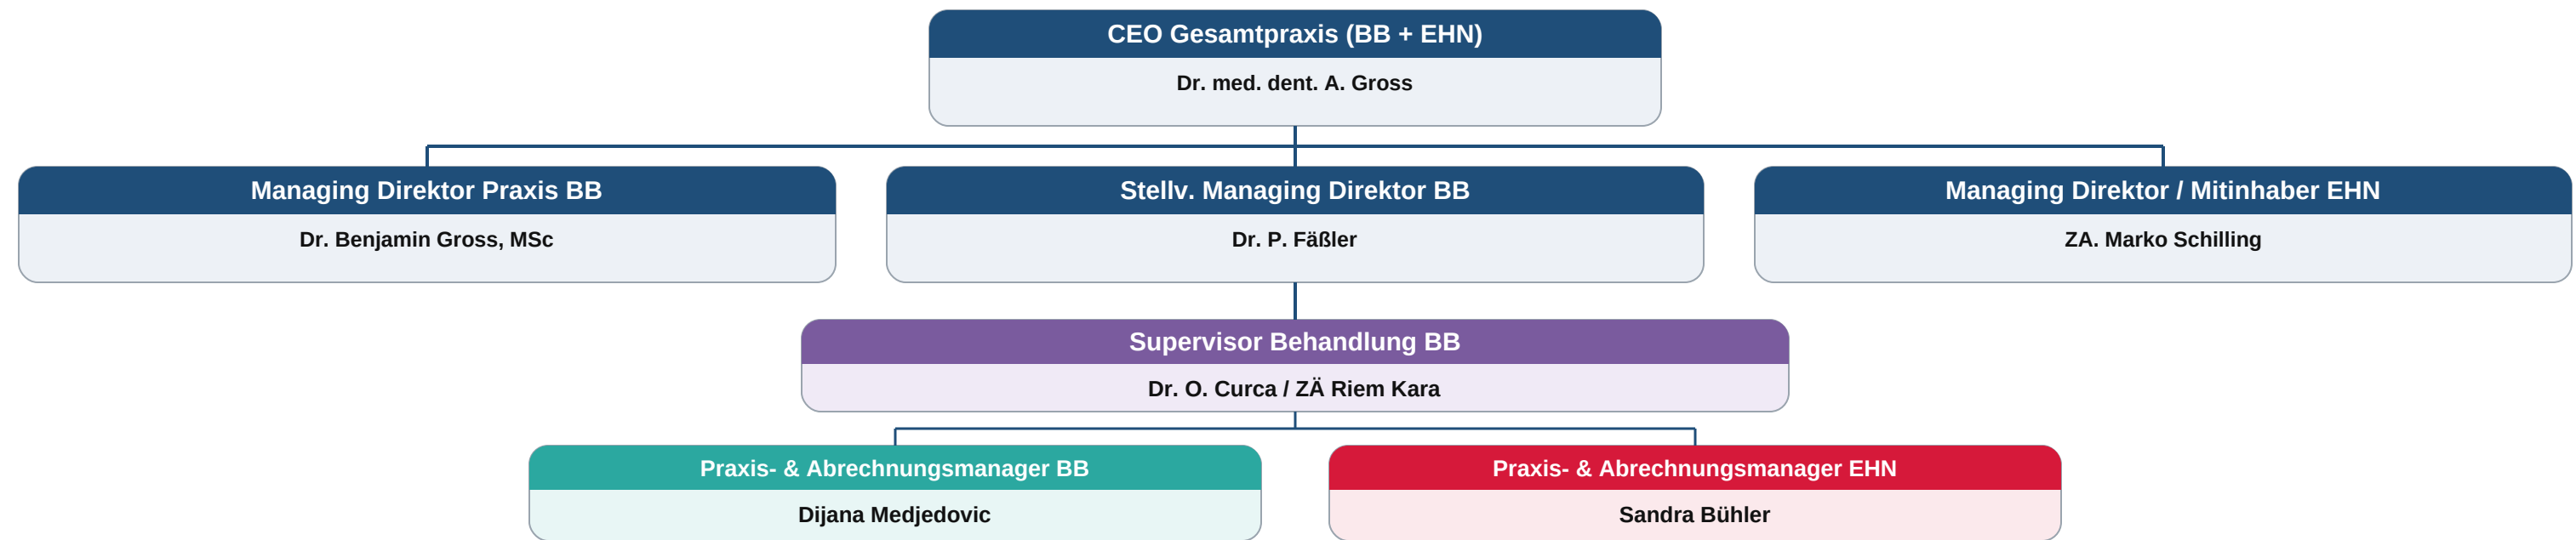 CEO Gesamtpraxis (BB + EHN)
Dr. med. dent. A. Gross
Managing Direktor Praxis BB
Dr. Benjamin Gross, MSc
Stellv. Managing Direktor BB
Dr. P. Fäßler
Managing Direktor / Mitinhaber EHN
ZA. Marko Schilling
Supervisor Behandlung BB
Dr. O. Curca / ZÄ Riem Kara
Praxis- & Abrechnungsmanager BB
Dijana Medjedovic
Praxis- & Abrechnungsmanager EHN
Sandra Bühler